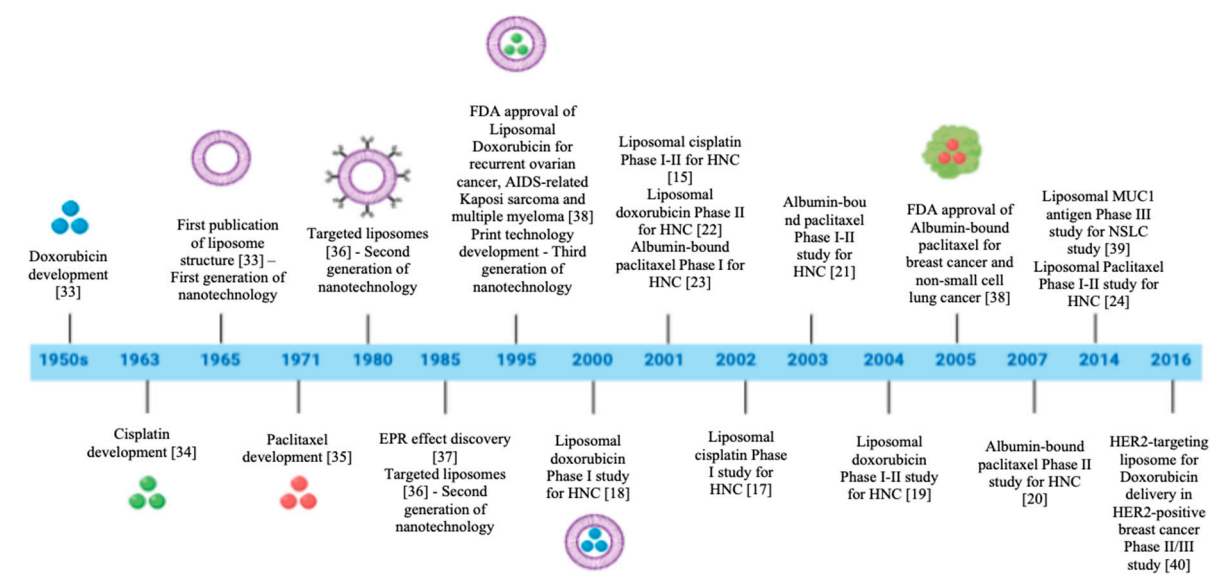 Doxorubicin
development
[33]
First publication
of liposome
structure [33] –
First generation of
nanotechnology
Targeted liposomes
[36] - Second
generation of
nanotechnology
FDA approval of
Liposomal
Doxorubicin for
recurrent ovarian
cancer, AIDS-related
Kaposi sarcoma and
multiple myeloma [38]
Print technology
development - Third
generation of
nanotechnology
Liposomal cisplatin
Phase I-II for HNC
[15]
Liposomal
doxorubicin Phase II
for HNC [22]
Albumin-bound
paclitaxel Phase I for
HNC [23]
Albumin-bou
nd paclitaxel
Phase I-II
study for
HNC [21]
FDA approval of
Albumin-bound
paclitaxel for
breast cancer and
non-small cell
lung cancer [38]
Liposomal MUC1
antigen Phase III
study for NSLC
study [39]
Liposomal Paclitaxel
Phase I-II study for
HNC [24]
1950s 1963 1965 1971 1980 1985 1995 2000 2001 2002 2003 2004 2005 2007 2014 2016
Cisplatin
development [34]
Paclitaxel
development [35]
EPR effect discovery
[37]
Targeted liposomes
[36] - Second
generation of
nanotechnology
Liposomal
doxorubicin
Phase I study
for HNC [18]
Liposomal
cisplatin Phase
I study for
HNC [17]
Liposomal
doxorubicin
Phase I-II study
for HNC [19]
Albumin-bound
paclitaxel Phase II
study for HNC
[20]
HER2-targeting
liposome for
Doxorubicin
delivery in
HER2-positive
breast cancer
Phase II/III
study [40]